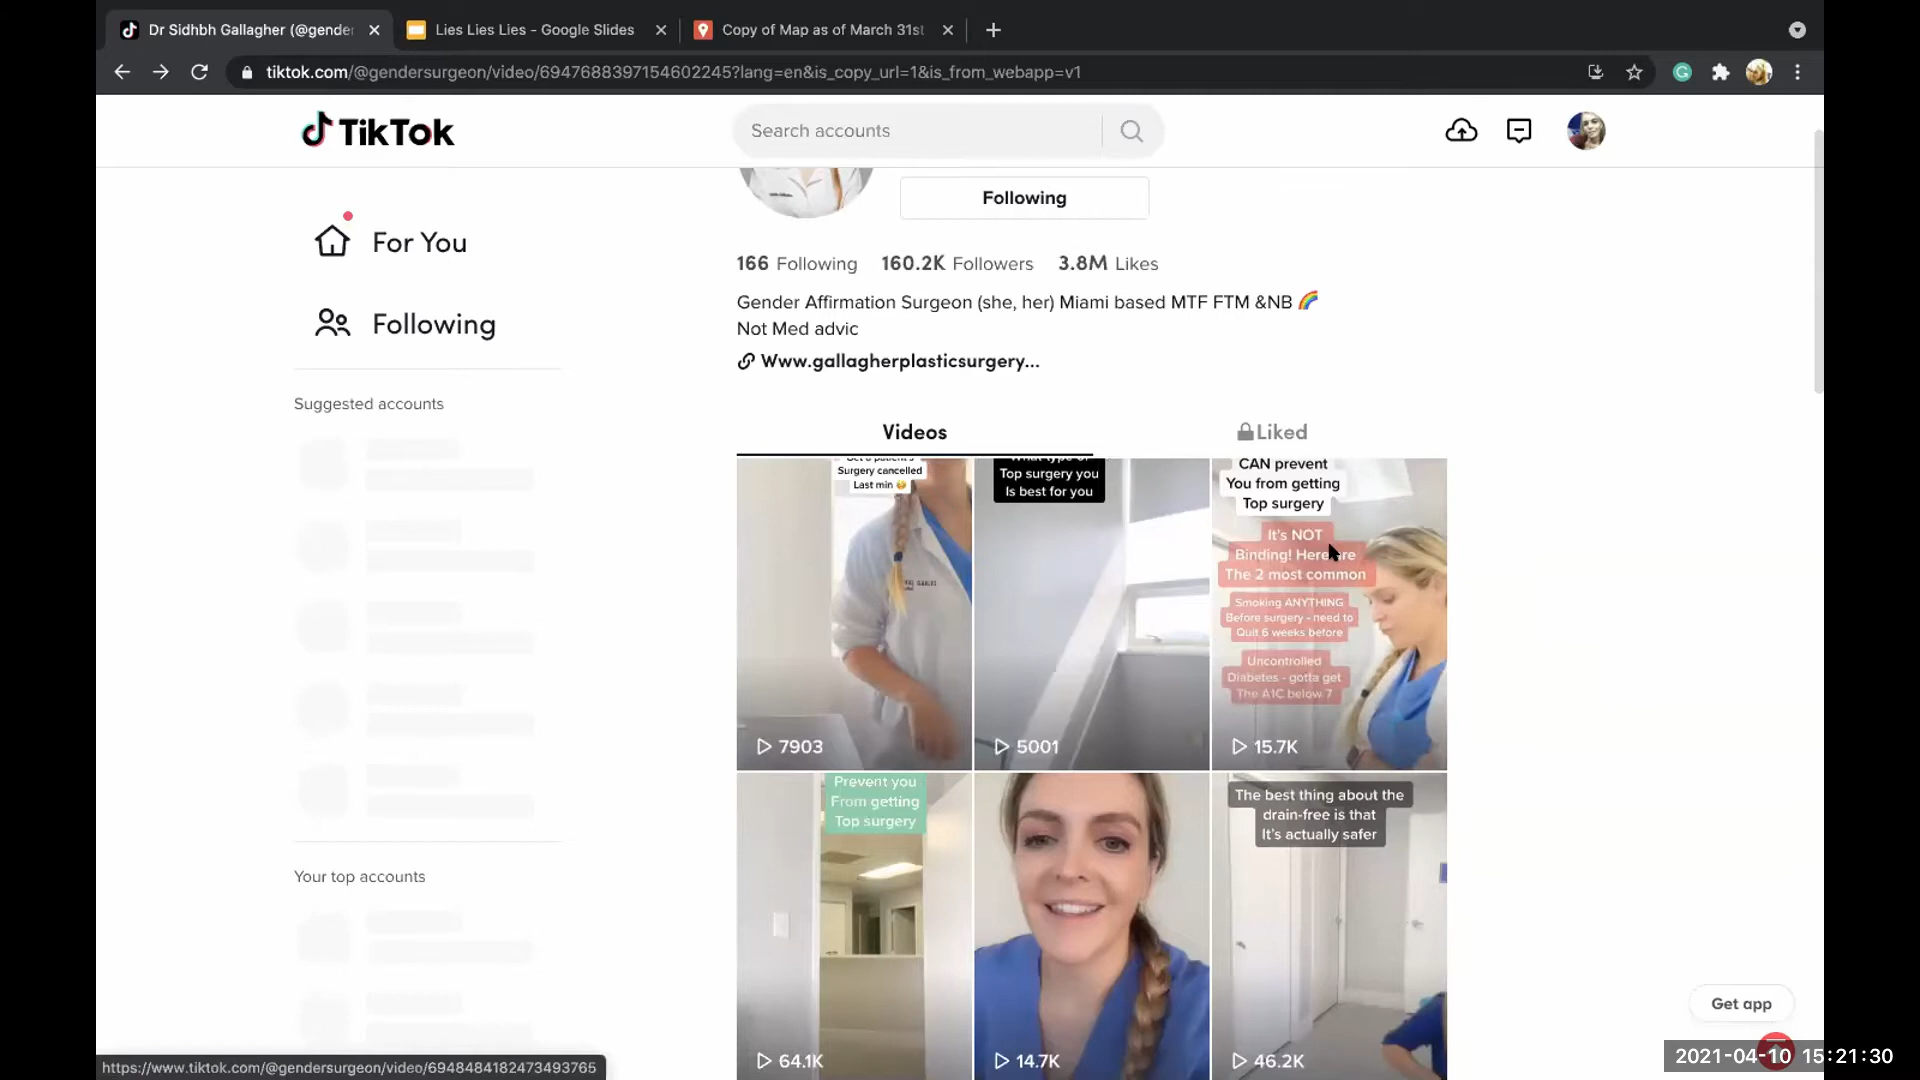 Dr Sidhbh Gallagher (@gende
Lies Lies Lies - Google Slides
Copy of Map as of March 31st
tiktok.com/@gendersurgeon/video/6947688397154602245?lang=en&is_copy_url=1&is_from_webapp=v1
TikTok
Search accounts
Following
For You
166 Following 160.2K Followers 3.8M Likes
Gender Affirmation Surgeon (she, her) Miami based MTF FTM &NB 🌈
Not Med advic
Following
Www.gallagherplasticsurgery...
Suggested accounts
Videos
Liked
Surgery cancelled
Last min
Top surgery you
Is best for you
CAN prevent
You from getting
Top surgery
It's NOT
Binding! Here are
The 2 most common
Smoking ANYTHING
Before surgery - need to
Quit 6 weeks before
Uncontrolled
Diabetes - gotta get
The A1C below 7
7903
5001
15.7K
Prevent you
From getting
Top surgery
The best thing about the
drain-free is that
It's actually safer
Your top accounts
Get app
64.1K
14.7K
46.2K
https://www.tiktok.com/@gendersurgeon/video/6948484182473493765
2021-04-10 15:21:30